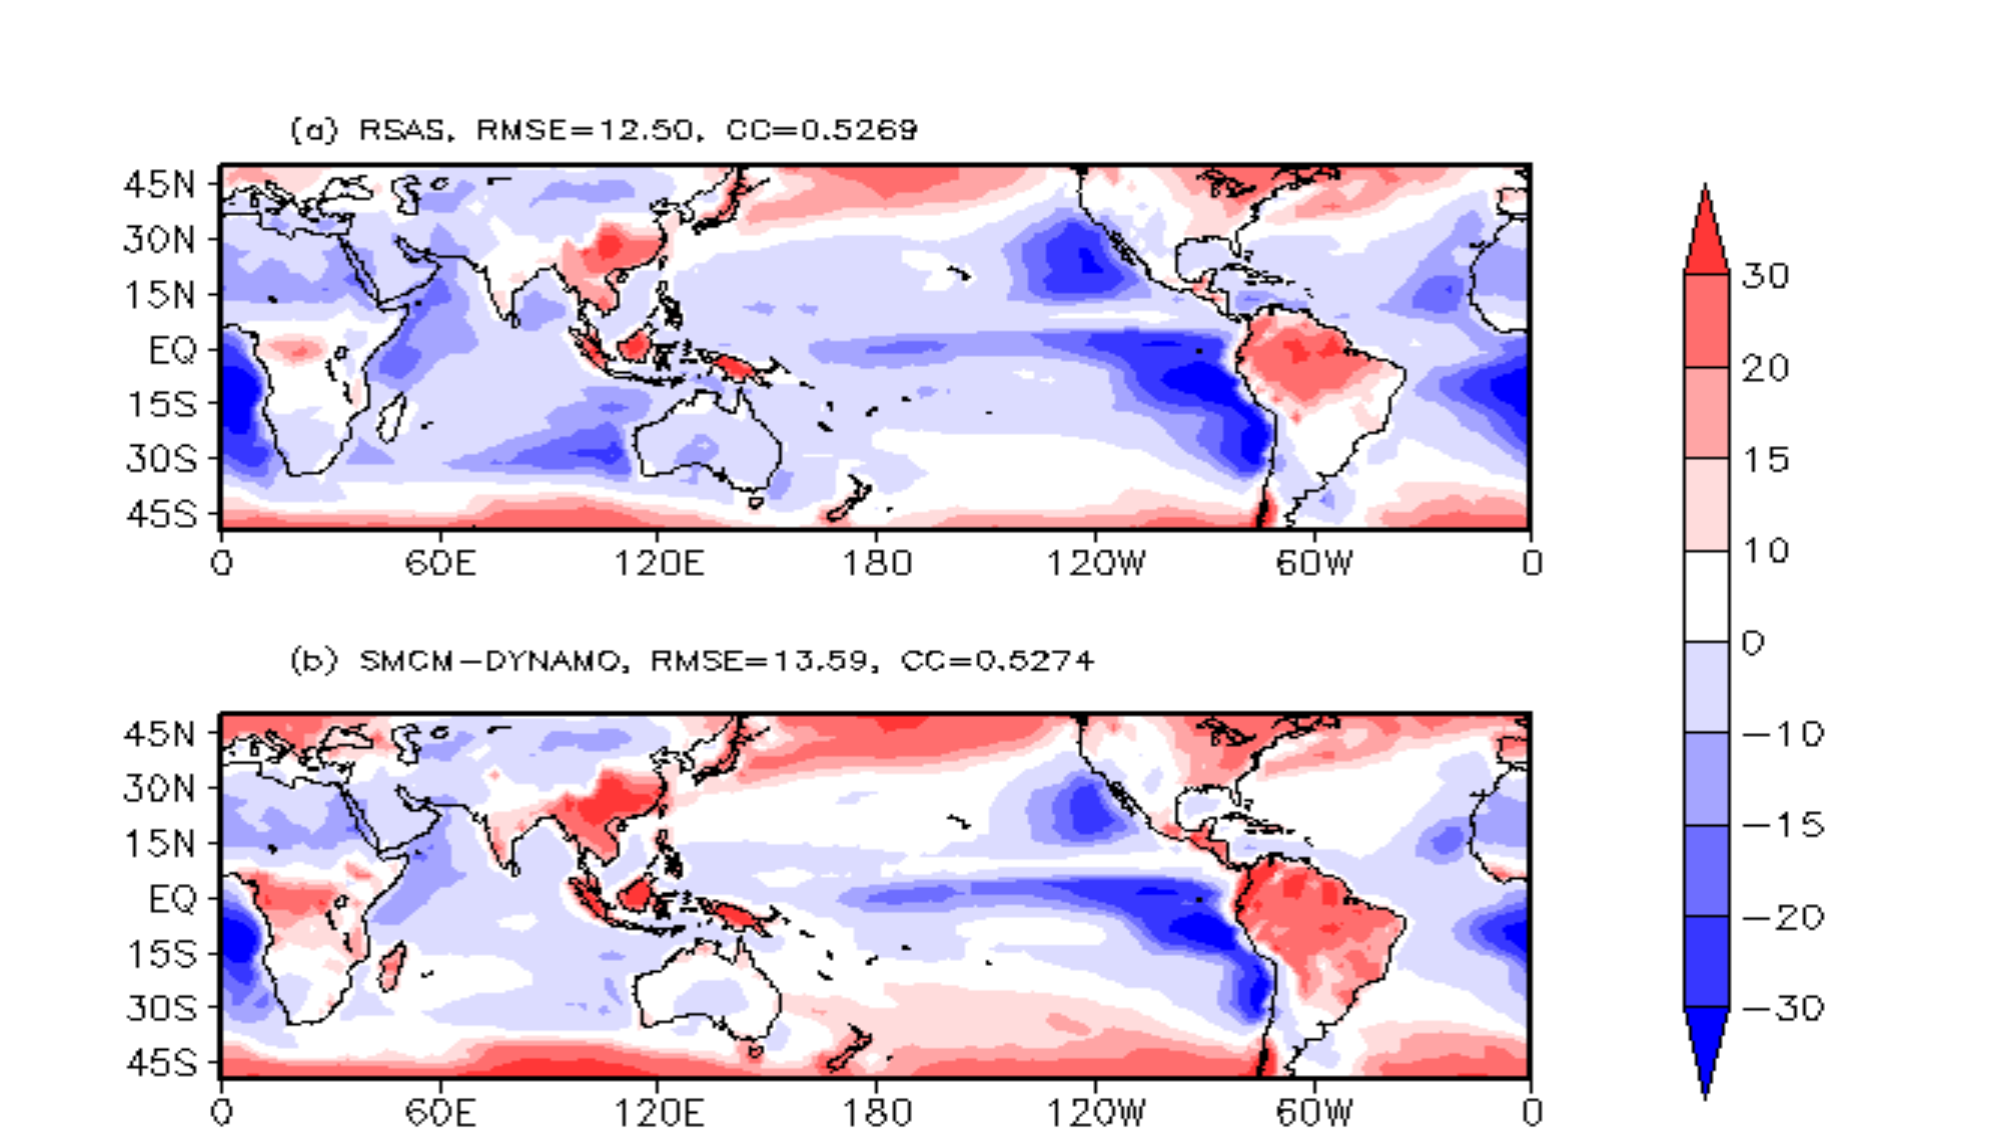 (a) RSAS, RMSE=12.50, CC=0.5269
45N
30N
15N
EQ
15S
30S
45S
0 60E 120E 180 120W 60W 0
(b) SMCM-DYNAMO, RMSE=13.59, CC=0.5274
45N
30N
15N
EQ
15S
30S
45S
0 60E 120E 180 120W 60W 0
30
20
15
10
0
-10
-15
-20
-30